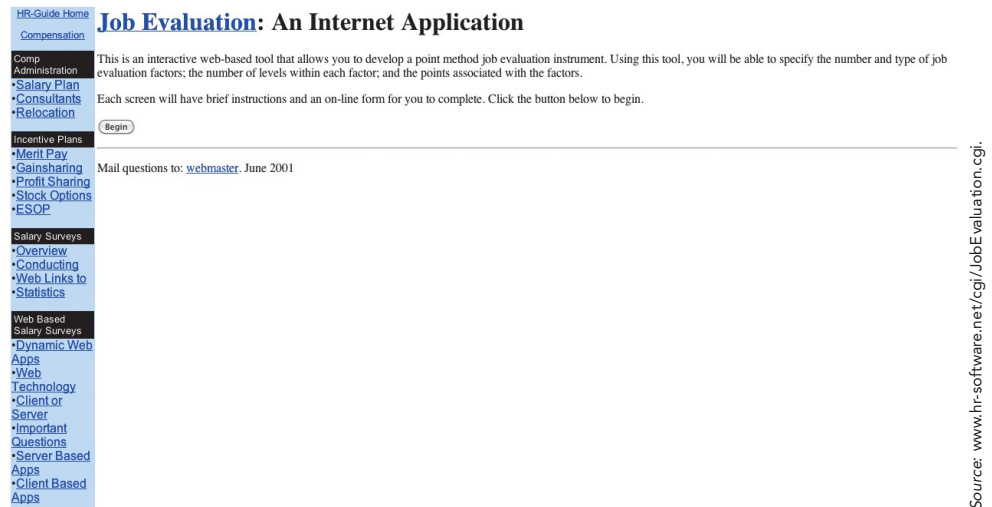 HR-Guide Home
Compensation
Comp
Administration
•Salary Plan
•Consultants
•Relocation
Incentive Plans
•Merit Pay
•Gainsharing
•Profit Sharing
•Stock Options
•ESOP
Salary Surveys
•Overview
•Conducting
•Web Links to
•Statistics
Web Based
Salary Surveys
•Dynamic Web
Apps
•Web
Technology
•Client or
Server
•Important
Questions
•Server Based
Apps
•Client Based
Apps
Job Evaluation: An Internet Application
This is an interactive web-based tool that allows you to develop a point method job evaluation instrument. Using this tool, you will be able to specify the number and type of job
evaluation factors; the number of levels within each factor; and the points associated with the factors.
Each screen will have brief instructions and an on-line form for you to complete. Click the button below to begin.
Begin
Mail questions to: webmaster. June 2001
Source: www.hr-software.net/cgi/JobEvaluation.cgi.